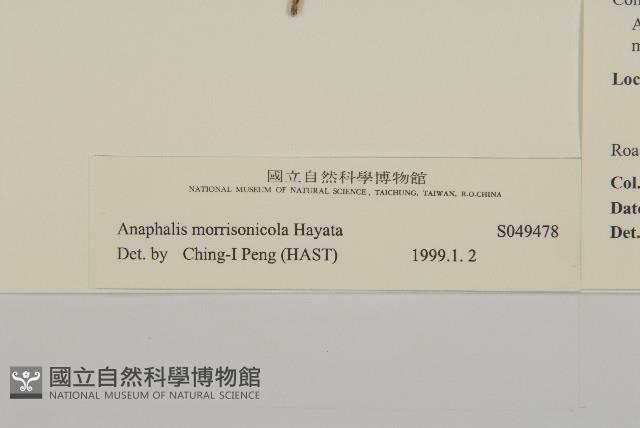 國立自然科學博物館
NATIONAL MUSEUM OF NATURAL SCIENCE, TAICHUNG, TAIWAN, R.O.CHINA
Anaphalis morrisonicola Hayata S049478
Det. by Ching-I Peng (HAST) 1999.1. 2
A
m
Loc
Roa
Col.
Date
Det.
國立自然科學博物館
NATIONAL MUSEUM OF NATURAL SCIENCE